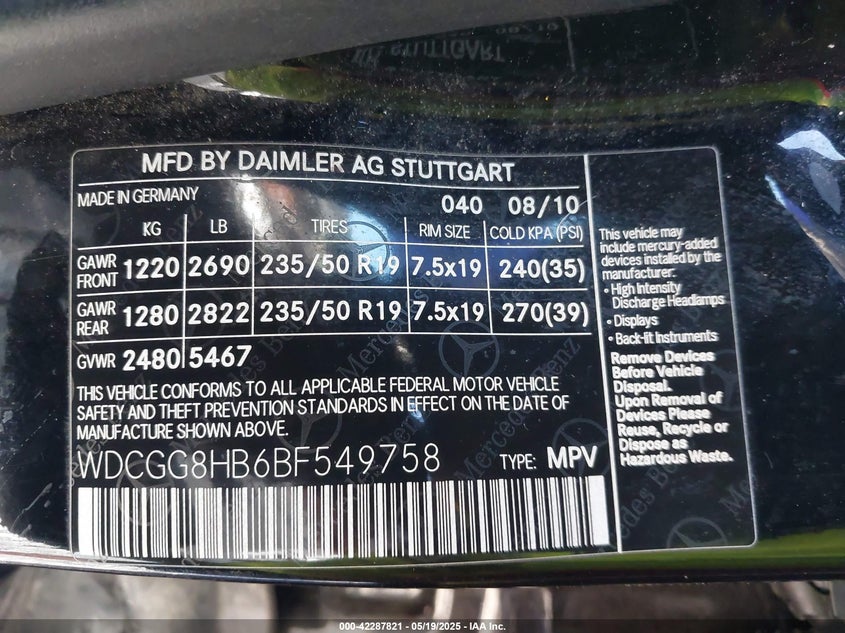 MFD BY DAIMLER AG STUTTGART
MADE IN GERMANY 040 08/10
KG LB TIRES RIM SIZE COLD KPA (PSI)
GAWR FRONT 1220 2690 235/50 R19 7.5x19 240(35)
GAWR REAR 1280 2822 235/50 R19 7.5x19 270(39)
GVWR 2480 5467
THIS VEHICLE CONFORMS TO ALL APPLICABLE FEDERAL MOTOR VEHICLE
SAFETY AND THEFT PREVENTION STANDARDS IN EFFECT ON THE DATE OF
MANUFACTURE SHOWN ABOVE.
WDCGG8HB6BF549758 TYPE: MPV
This vehicle may
include mercury-added
devices installed by the
manufacturer:
• High Intensity
Discharge Headlamps
• Displays
• Back-lit Instruments
Remove Devices
Before Vehicle
Disposal.
Upon Removal of
Devices Please
Reuse, Recycle or
Dispose as
Hazardous Waste.
Mercedes-Benz
000-42287821 - 05/19/2025 - IAA Inc.